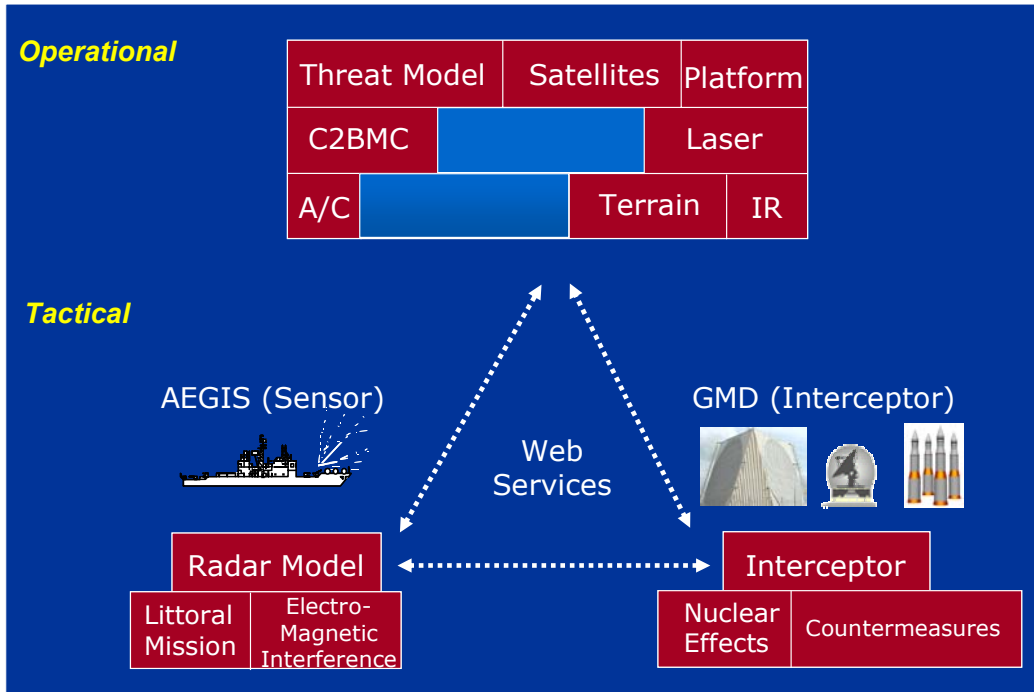 Operational
Threat Model
Satellites
Platform
C2BMC
Laser
A/C
Terrain
IR
Tactical
AEGIS (Sensor)
GMD (Interceptor)
Web
Services
Radar Model
Interceptor
Littoral
Mission
Electro-
Magnetic
Interference
Nuclear
Effects
Countermeasures